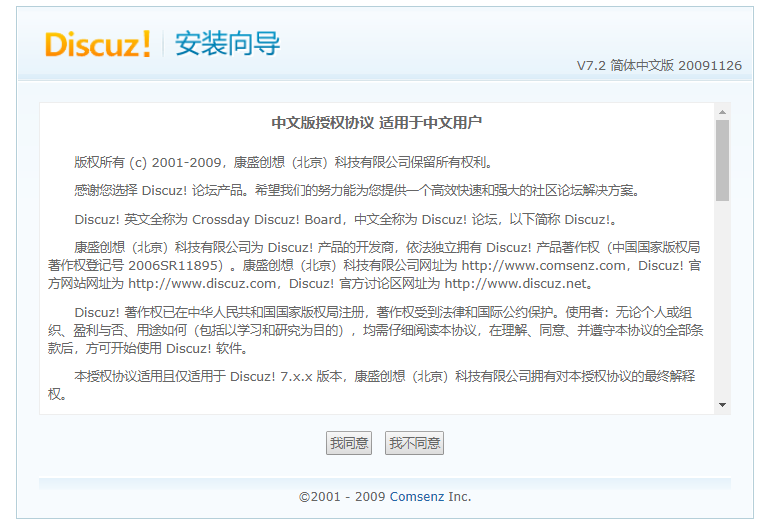 Discuz! 安装向导
V7.2 简体中文版 20091126
中文版授权协议 适用于中文用户
版权所有 (c) 2001-2009，康盛创想（北京）科技有限公司保留所有权利。
感谢您选择 Discuz! 论坛产品。希望我们的努力能为您提供一个高效快速和强大的社区论坛解决方案。
Discuz! 英文全称为 Crossday Discuz! Board，中文全称为 Discuz! 论坛，以下简称 Discuz!。
康盛创想（北京）科技有限公司为 Discuz! 产品的开发商，依法独立拥有 Discuz! 产品著作权（中国国家版权局
著作权登记号 2006SR11895）。康盛创想（北京）科技有限公司网址为 http://www.comsenz.com，Discuz! 官
方网站网址为 http://www.discuz.com，Discuz! 官方讨论区网址为 http://www.discuz.net。
Discuz! 著作权已在中华人民共和国国家版权局注册，著作权受到法律和国际公约保护。使用者：无论个人或组
织、盈利与否、用途如何（包括以学习和研究为目的），均需仔细阅读本协议，在理解、同意、并遵守本协议的全部条
款后，方可开始使用 Discuz! 软件。
本授权协议适用且仅适用于 Discuz! 7.x.x 版本，康盛创想（北京）科技有限公司拥有对本授权协议的最终解释
权。
我同意 我不同意
©2001 - 2009 Comsenz Inc.